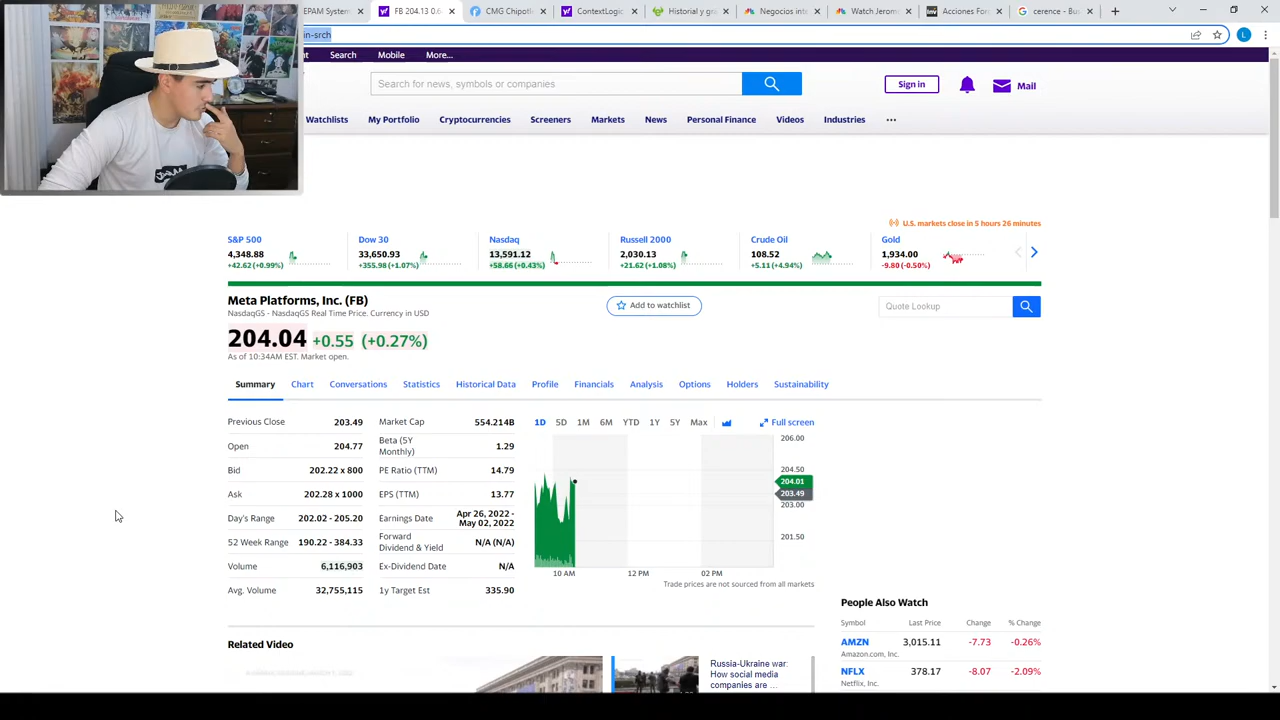 EPAM System
FB 204.13 0.6
CMG Chipotle
ContextLogic
Historial y g
Negocios int
Watch Jerom
Acciones For
cerence - Bus
in-srch
nt Search Mobile More...
Search for news, symbols or companies
Sign in
Mail
Watchlists My Portfolio Cryptocurrencies Screeners Markets News Personal Finance Videos Industries ...
U.S. markets close in 5 hours 26 minutes
S&P 500
4,348.88
+42.62 (+0.99%)
Dow 30
33,650.93
+355.98 (+1.07%)
Nasdaq
13,591.12
+58.66 (+0.43%)
Russell 2000
2,030.13
+21.62 (+1.08%)
Crude Oil
108.52
+5.11 (+4.94%)
Gold
1,934.00
-9.80 (-0.50%)
Meta Platforms, Inc. (FB)
NasdaqGS - NasdaqGS Real Time Price. Currency in USD
Add to watchlist
Quote Lookup
204.04 +0.55 (+0.27%)
As of 10:34AM EST. Market open.
Summary Chart Conversations Statistics Historical Data Profile Financials Analysis Options Holders Sustainability
Previous Close 203.49
Open 204.77
Bid 202.22 x 800
Ask 202.28 x 1000
Day's Range 202.02 - 205.20
52 Week Range 190.22 - 384.33
Volume 6,116,903
Avg. Volume 32,755,115
Market Cap 554.214B
Beta (5Y
Monthly) 1.29
PE Ratio (TTM) 14.79
EPS (TTM) 13.77
Earnings Date Apr 26, 2022 -
May 02, 2022
Forward
Dividend & Yield N/A (N/A)
Ex-Dividend Date N/A
1y Target Est 335.90
1D 5D 1M 6M YTD 1Y 5Y Max Full screen
206.00
204.50
204.01
203.49
203.00
201.50
10 AM 12 PM 02 PM
Trade prices are not sourced from all markets
People Also Watch
Symbol Last Price Change % Change
AMZN 3,015.11 -7.73 -0.26%
Amazon.com, Inc.
NFLX 378.17 -8.07 -2.09%
Netflix, Inc.
Related Video
Russia-Ukraine war:
How social media
companies are ...